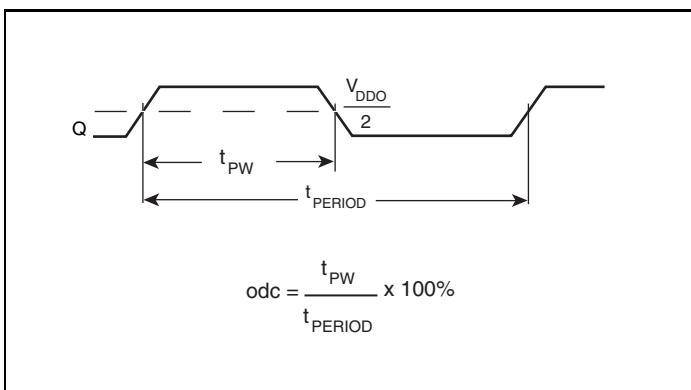 V_DDO
2
Q
t_PW
t_PERIOD
odc = t_PW / t_PERIOD x 100%